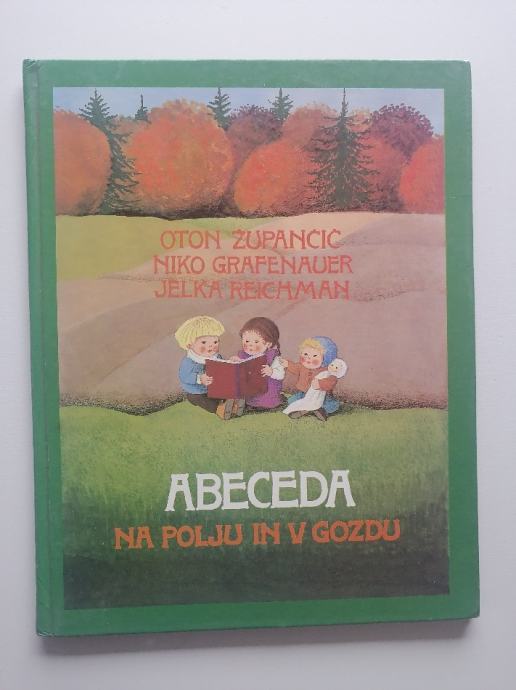 OTON ŽUPANČIČ
NIKO GRAFENAUER
JELKA REICHMAN
ABECEDA
NA POLJU IN V GOZDU